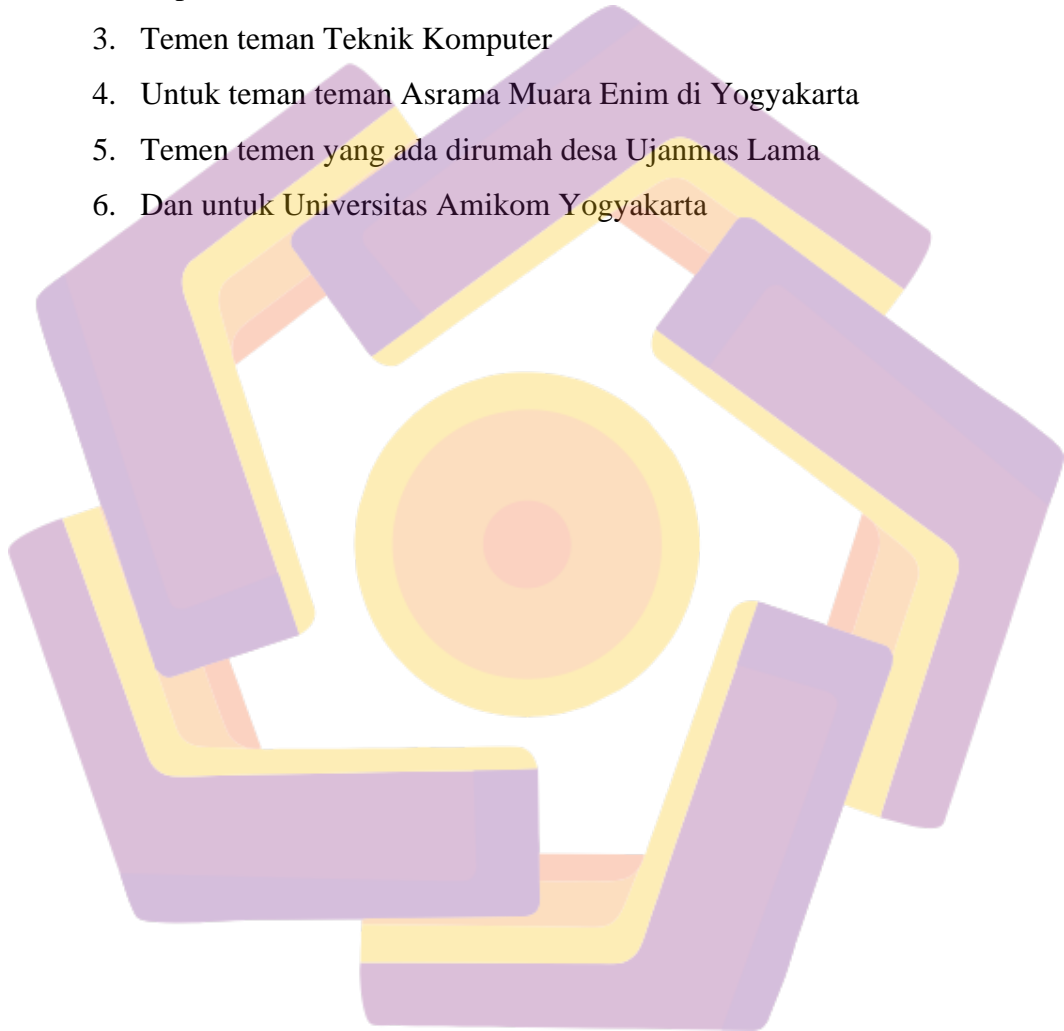 3. Temen teman Teknik Komputer
4. Untuk teman teman Asrama Muara Enim di Yogyakarta
5. Temen temen yang ada dirumah desa Ujanmas Lama
6. Dan untuk Universitas Amikom Yogyakarta